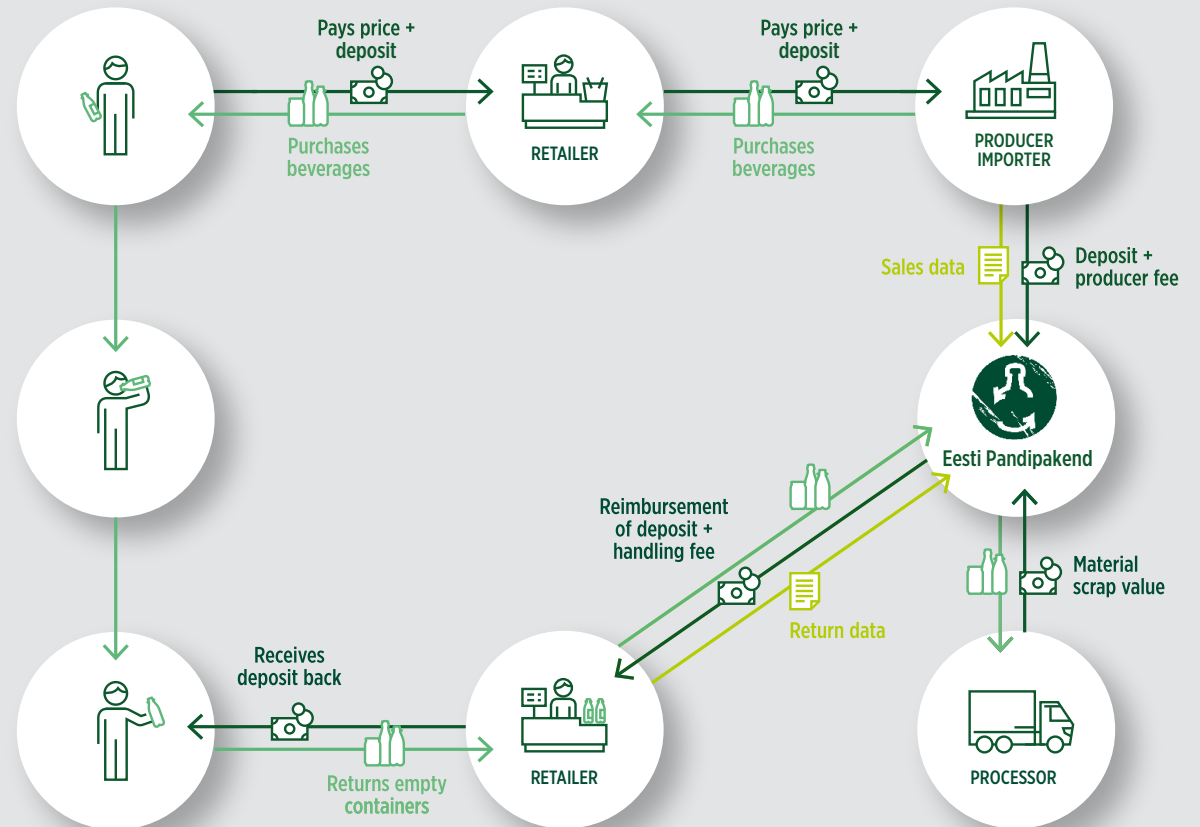 Pays price +
deposit
Pays price +
deposit
Purchases
beverages
RETAILER
Purchases
beverages
PRODUCER
IMPORTER
Sales data
Deposit +
producer fee
Eesti Pandipakend
Reimbursement
of deposit +
handling fee
Material
scrap value
Return data
Receives
deposit back
Returns empty
containers
RETAILER
PROCESSOR